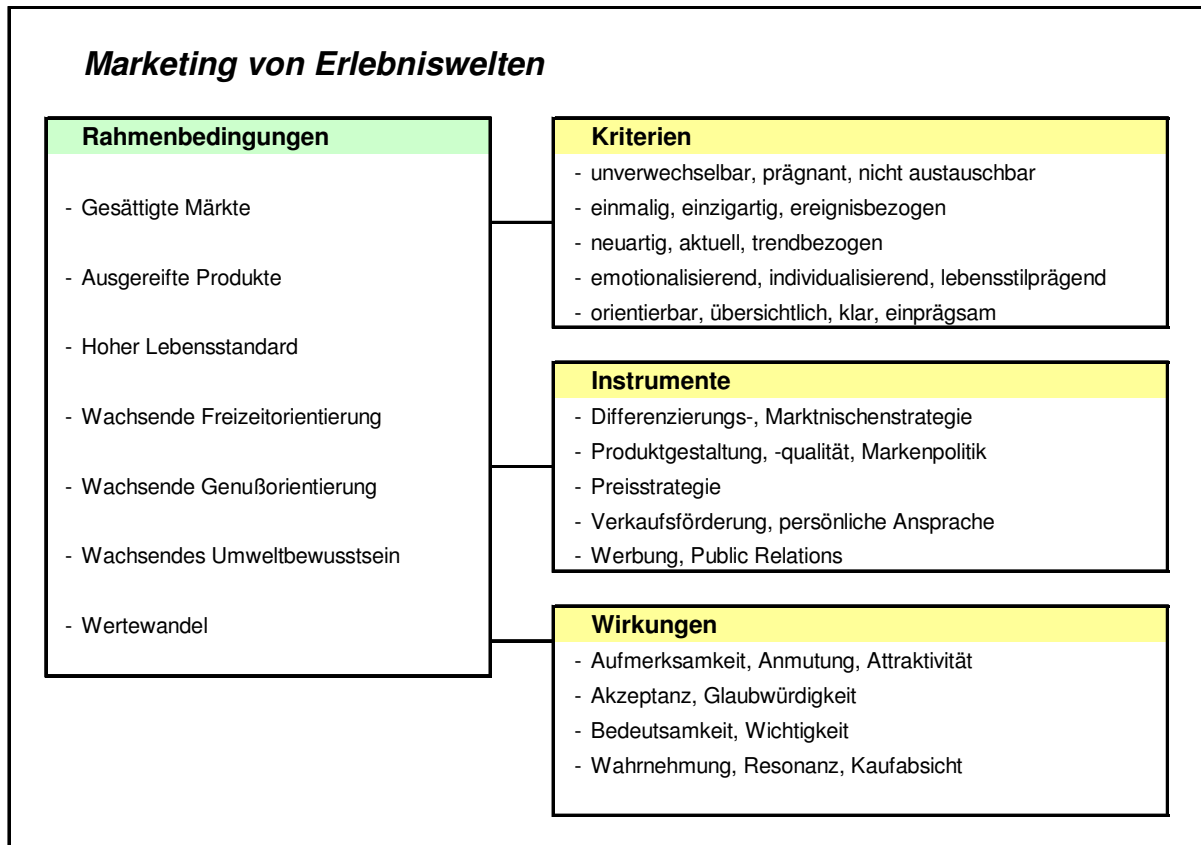 Marketing von Erlebniswelten
Rahmenbedingungen
- Gesättigte Märkte
- Ausgereifte Produkte
- Hoher Lebensstandard
- Wachsende Freizeitorientierung
- Wachsende Genußorientierung
- Wachsendes Umweltbewusstsein
- Wertewandel
Kriterien
- unverwechselbar, prägnant, nicht austauschbar
- einmalig, einzigartig, ereignisbezogen
- neuartig, aktuell, trendbezogen
- emotionalisierend, individualisierend, lebensstilprägend
- orientierbar, übersichtlich, klar, einprägsam
Instrumente
- Differenzierungs-, Marktnischenstrategie
- Produktgestaltung, -qualität, Markenpolitik
- Preisstrategie
- Verkaufsförderung, persönliche Ansprache
- Werbung, Public Relations
Wirkungen
- Aufmerksamkeit, Anmutung, Attraktivität
- Akzeptanz, Glaubwürdigkeit
- Bedeutsamkeit, Wichtigkeit
- Wahrnehmung, Resonanz, Kaufabsicht